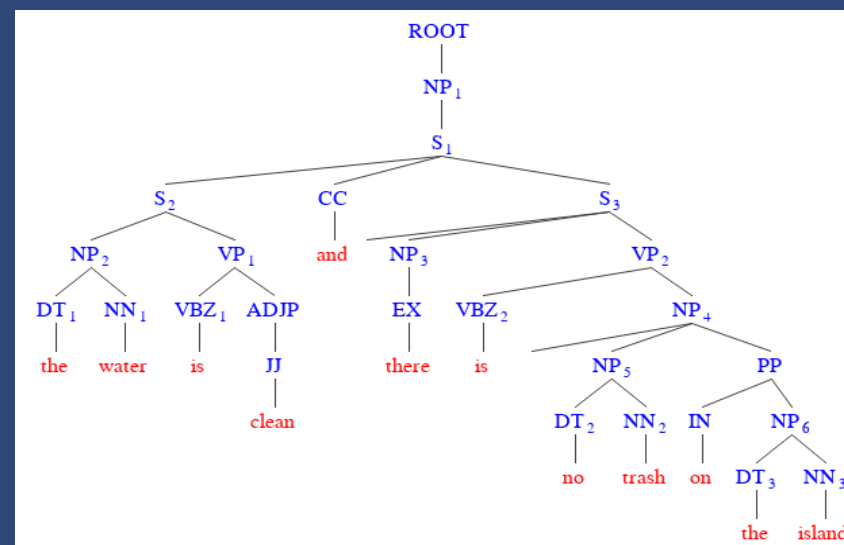 ROOT
NP1
S1
S2 CC S3
NP2 VP1 and NP3 VP2
DT1 NN1 VBZ1 ADJP EX VBZ2 NP4
the water is JJ there is NP5 PP
clean DT2 NN2 IN NP6
no trash on DT3 NN3
the island